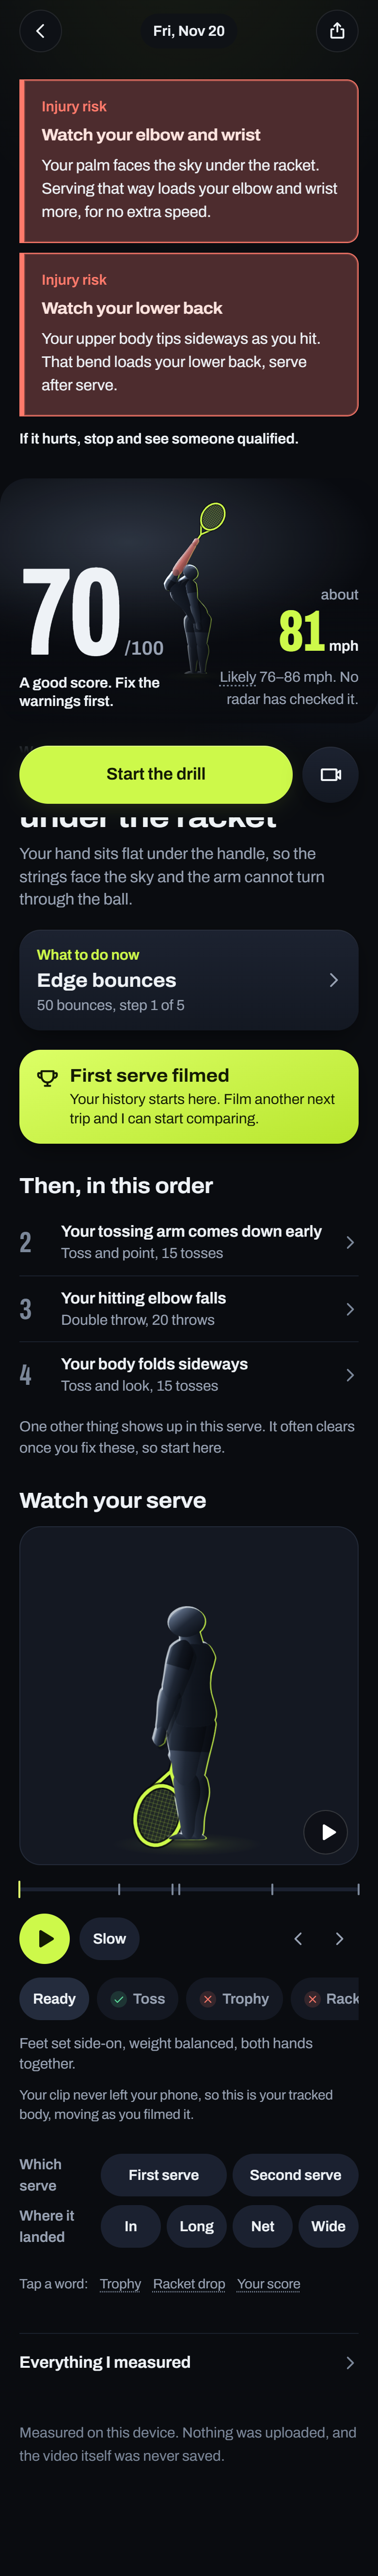 Fri, Nov 20
Injury risk
Watch your elbow and wrist
Your palm faces the sky under the racket.
Serving that way loads your elbow and wrist
more, for no extra speed.
Injury risk
Watch your lower back
Your upper body tips sideways as you hit.
That bend loads your lower back, serve
after serve.
If it hurts, stop and see someone qualified.
70/100
A good score. Fix the
warnings first.
about
81 mph
Likely 76–86 mph. No
radar has checked it.
Start the drill
under the racket
Your hand sits flat under the handle, so the
strings face the sky and the arm cannot turn
through the ball.
What to do now
Edge bounces
50 bounces, step 1 of 5
First serve filmed
Your history starts here. Film another next
trip and I can start comparing.
Then, in this order
2
Your tossing arm comes down early
Toss and point, 15 tosses
3
Your hitting elbow falls
Double throw, 20 throws
4
Your body folds sideways
Toss and look, 15 tosses
One other thing shows up in this serve. It often clears
once you fix these, so start here.
Watch your serve
Slow
Ready Toss Trophy Rack
Feet set side-on, weight balanced, both hands
together.
Your clip never left your phone, so this is your tracked
body, moving as you filmed it.
Which
serve
First serve Second serve
Where it
landed
In Long Net Wide
Tap a word: Trophy Racket drop Your score
Everything I measured
Measured on this device. Nothing was uploaded, and
the video itself was never saved.